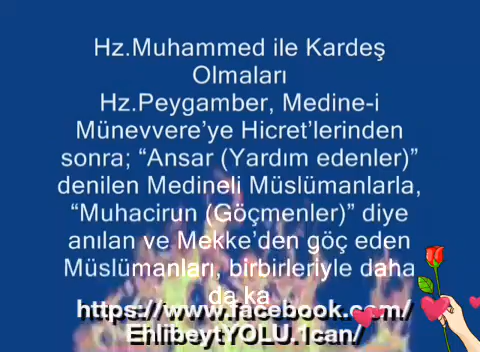 Hz.Muhammed ile Kardeş
Olmaları
Hz.Peygamber, Medine-i
Münevvere’ye Hicret’lerinden
sonra; “Ansar (Yardım edenler)”
denilen Medineli Müslümanlarla,
“Muhacirun (Göçmenler)” diye
anılan ve Mekke’den göç eden
Müslümanları, birbirleriyle daha
da ka
https://www.facebook.com/
EhlibeytYOLU.1can/